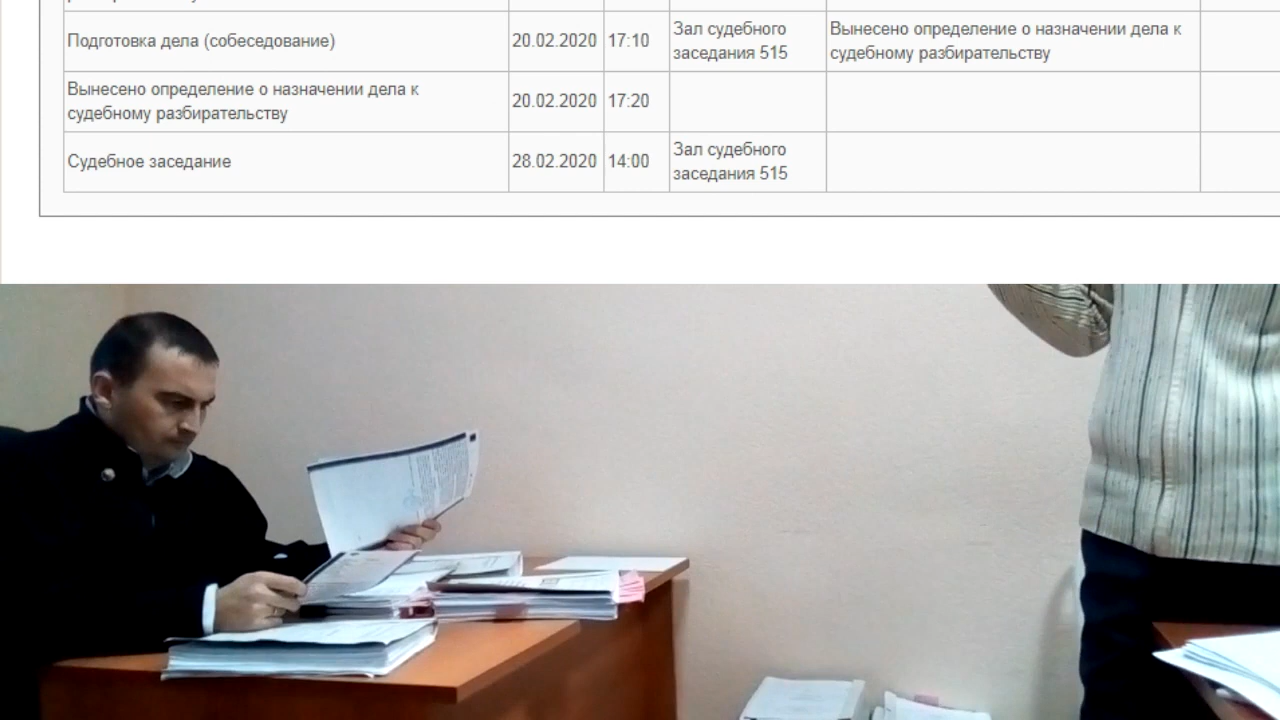 Подготовка дела (собеседование) 20.02.2020 17:10 Зал судебного заседания 515 Вынесено определение о назначении дела к судебному разбирательству
Вынесено определение о назначении дела к судебному разбирательству 20.02.2020 17:20
Судебное заседание 28.02.2020 14:00 Зал судебного заседания 515